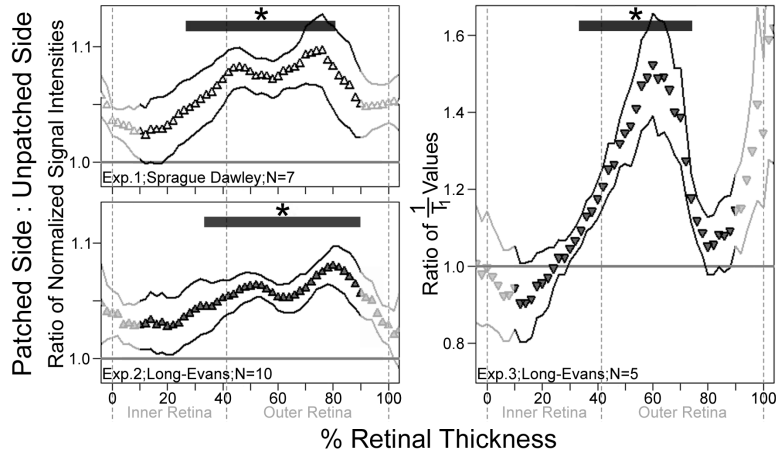 Patched Side : Unpatched Side
Ratio of Normalized Signal Intensities
1.1
*
1.0
Exp.1;Sprague Dawley;N=7
1.1
*
1.0
Exp.2;Long-Evans;N=10
0 20 40 60 80 100
Inner Retina Outer Retina
Ratio of 1/T1 Values
1.6
*
1.4
1.2
1.0
0.8
Exp.3;Long-Evans;N=5
0 20 40 60 80 100
Inner Retina Outer Retina
% Retinal Thickness